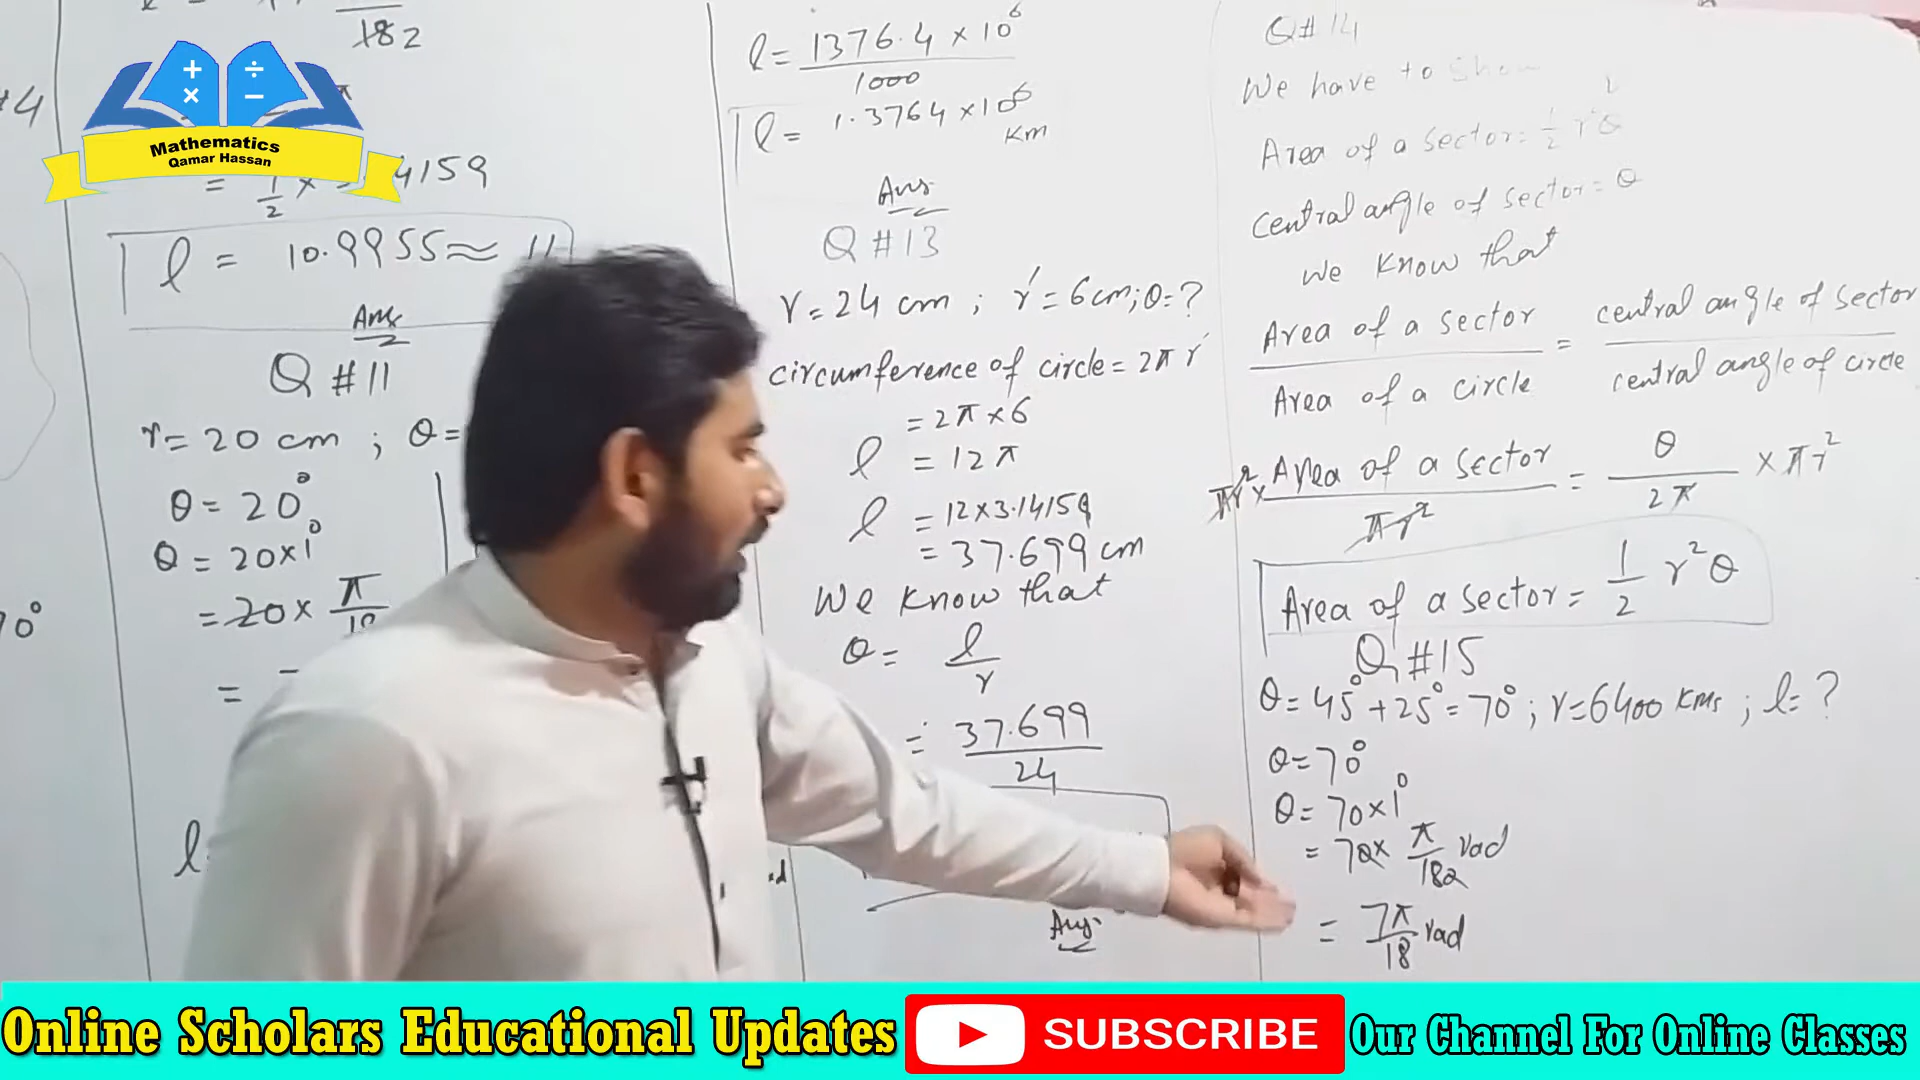 182
+ ÷
× −
Mathematics
Qamar Hassan
= 1/2 ×
4159
l = 10.9955 ≈ 11
Ans
Q #11
r= 20 cm ; θ=
θ= 20°
θ = 20×1°
= 20 × π/18
=
l
#4
70°
l = 1376.4 × 10⁶ / 1000
l = 1.3764 ×10⁶
Km
Ans
Q #13
r= 24 cm ; r′= 6cm; θ=?
circumference of circle = 2π r′
= 2π × 6
l = 12 π
l = 12×3.14159
= 37.699 cm
We know that
θ = l/r
= 37.699/24
Ans
Q# 14
We have to Show
Area of a sector = 1/2 r²θ
Central angle of sector = θ
We know that
Area of a sector / Area of a circle = central angle of sector / central angle of circle
πr² × Area of a sector / πr² = θ/2π × πr²
Area of a sector = 1/2 r²θ
Q #15
θ = 45° + 25° = 70° ; r=6400 Kms ; l= ?
θ= 70°
θ= 70×1°
= 70× π/180 rad
= 7π/18 rad
Online Scholars Educational Updates
SUBSCRIBE
Our Channel For Online Classes